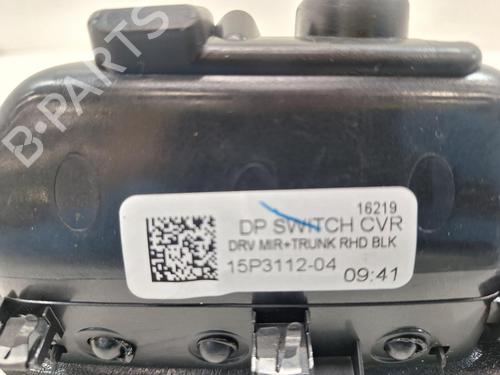 B-PARTS
16219
DP SWITCH CVR
DRV MIR+TRUNK RHD BLK
15P3112-04
09:41